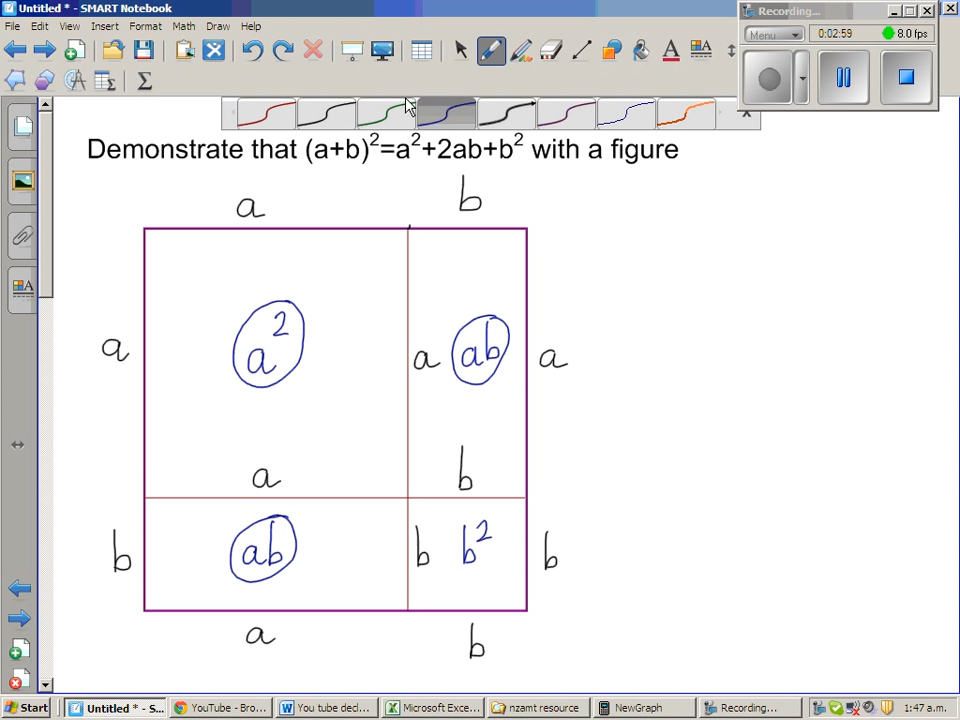 Untitled * - SMART Notebook
Recording...
File Edit View Insert Format Math Draw Help
Menu 0:02:59 8.0 fps
Demonstrate that (a+b)²=a²+2ab+b² with a figure
a b
a a² a ab a
a b
b ab b b² b
a b
Start Untitled * - SM... YouTube - Bro... You tube decl... Microsoft Exce... nzamt resource NewGraph Recording... 1:47 a.m.